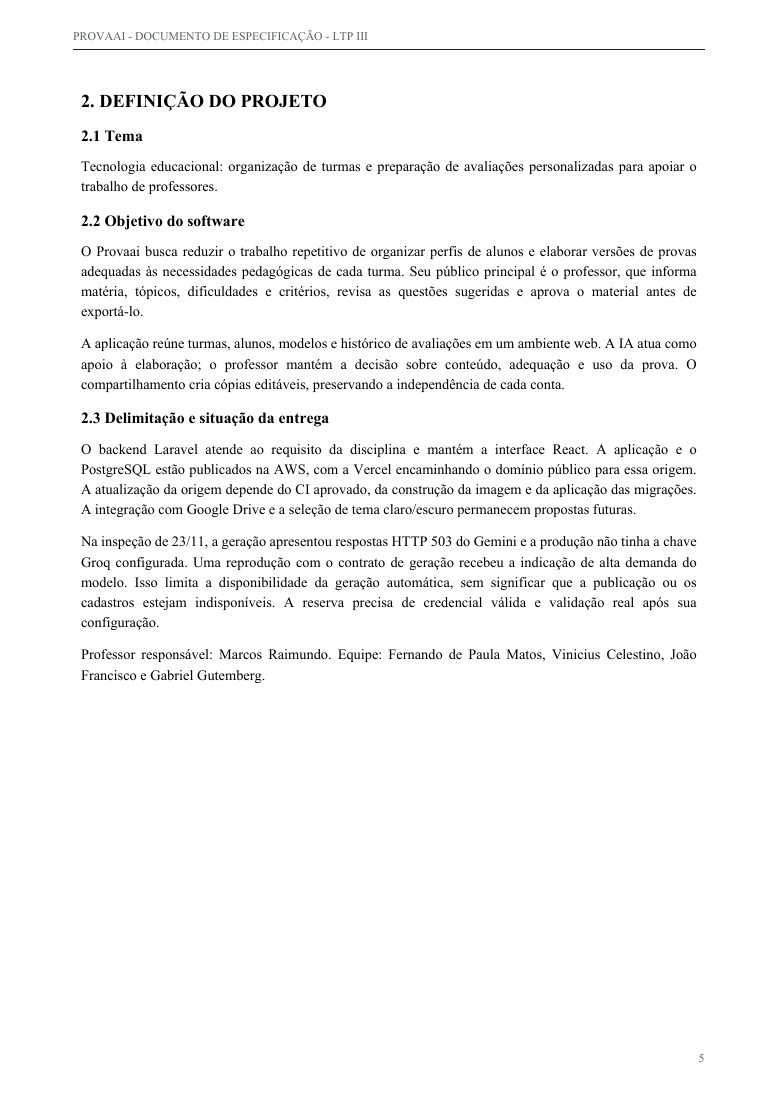 PROVAAI - DOCUMENTO DE ESPECIFICAÇÃO - LTP III
2. DEFINIÇÃO DO PROJETO
2.1 Tema
Tecnologia educacional: organização de turmas e preparação de avaliações personalizadas para apoiar o
trabalho de professores.
2.2 Objetivo do software
O Provaai busca reduzir o trabalho repetitivo de organizar perfis de alunos e elaborar versões de provas
adequadas às necessidades pedagógicas de cada turma. Seu público principal é o professor, que informa
matéria, tópicos, dificuldades e critérios, revisa as questões sugeridas e aprova o material antes de
exportá-lo.
A aplicação reúne turmas, alunos, modelos e histórico de avaliações em um ambiente web. A IA atua como
apoio à elaboração; o professor mantém a decisão sobre conteúdo, adequação e uso da prova. O
compartilhamento cria cópias editáveis, preservando a independência de cada conta.
2.3 Delimitação e situação da entrega
O backend Laravel atende ao requisito da disciplina e mantém a interface React. A aplicação e o
PostgreSQL estão publicados na AWS, com a Vercel encaminhando o domínio público para essa origem.
A atualização da origem depende do CI aprovado, da construção da imagem e da aplicação das migrações.
A integração com Google Drive e a seleção de tema claro/escuro permanecem propostas futuras.
Na inspeção de 23/11, a geração apresentou respostas HTTP 503 do Gemini e a produção não tinha a chave
Groq configurada. Uma reprodução com o contrato de geração recebeu a indicação de alta demanda do
modelo. Isso limita a disponibilidade da geração automática, sem significar que a publicação ou os
cadastros estejam indisponíveis. A reserva precisa de credencial válida e validação real após sua
configuração.
Professor responsável: Marcos Raimundo. Equipe: Fernando de Paula Matos, Vinicius Celestino, João
Francisco e Gabriel Gutemberg.
5